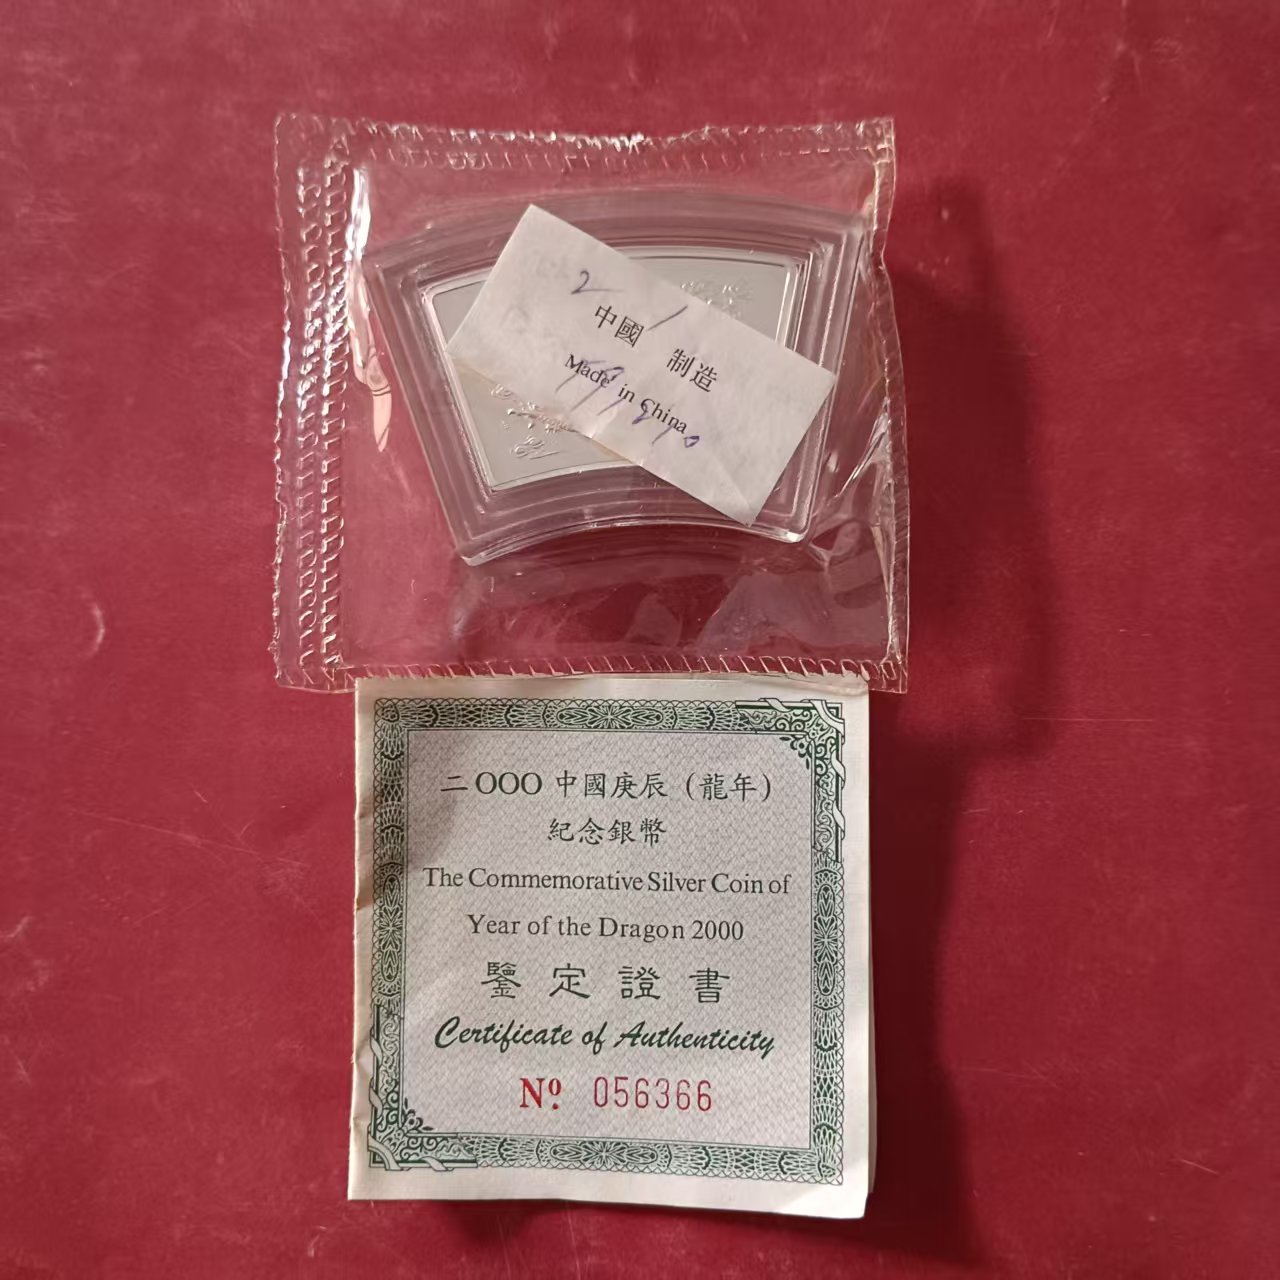 2 1
中國 制造
Made in China
二OOO 中國庚辰（龍年）
紀念銀幣
The Commemorative Silver Coin of
Year of the Dragon 2000
鑒定證書
Certificate of Authenticity
Nº. 056366